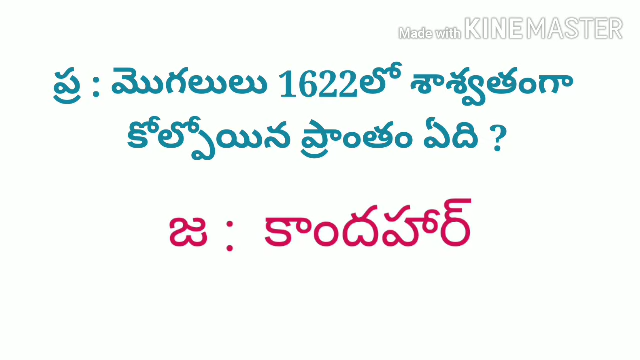 Made with KINEMASTER
ప్ర : మొగలులు 1622లో శాశ్వతంగా
కోల్పోయిన ప్రాంతం ఏది ?
జ : కాందహార్